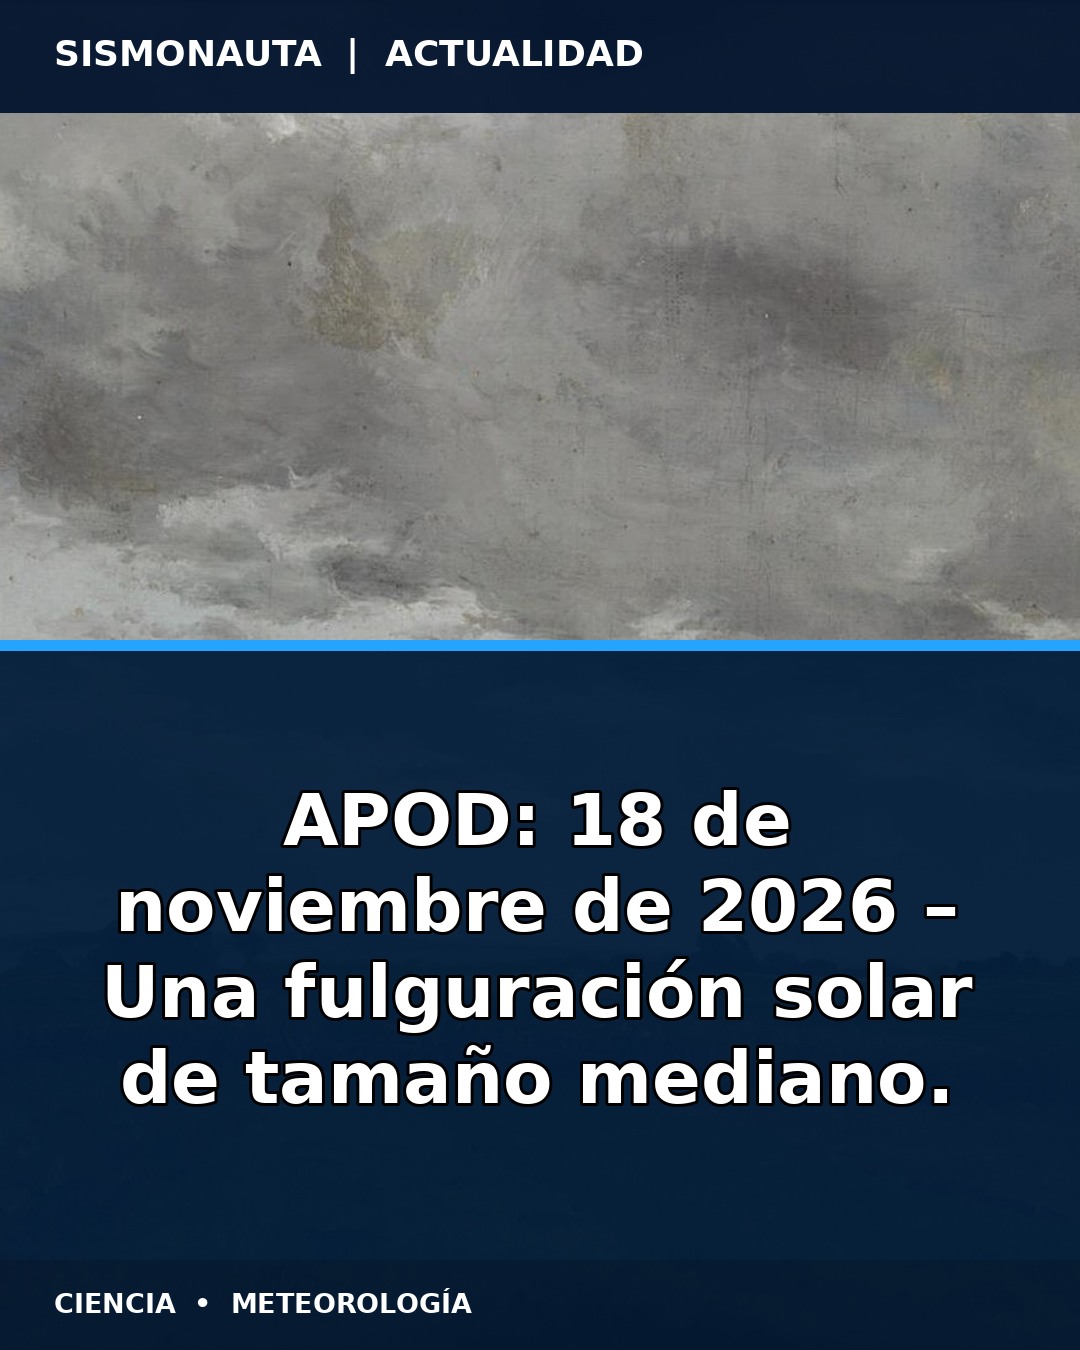 SISMONAUTA | ACTUALIDAD
APOD: 18 de
noviembre de 2026 –
Una fulguración solar
de tamaño mediano.
CIENCIA • METEOROLOGÍA